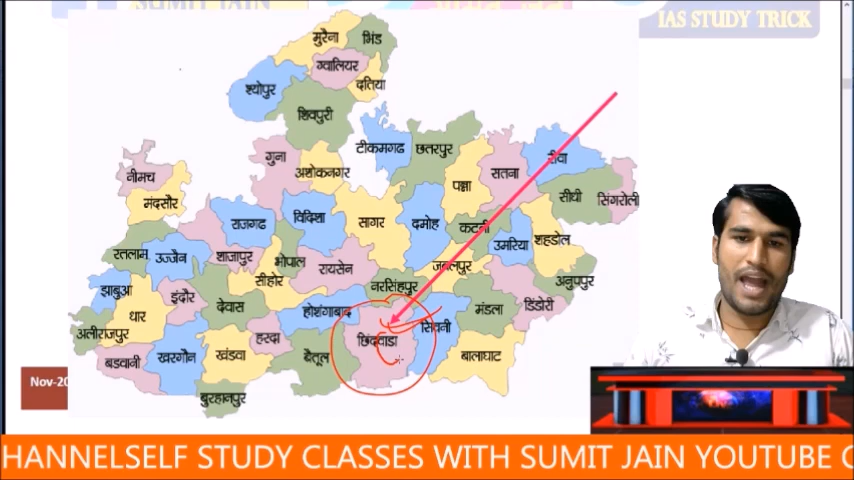 SUMIT JAIN
IAS STUDY TRICK
मुरैना
भिंड
ग्वालियर
श्योपुर
दतिया
शिवपुरी
टीकमगढ
छतरपुर
रीवा
गुना
अशोकनगर
पन्ना
सतना
नीमच
सीधी
सिंगरोली
मंदसौर
राजगढ
विदिशा
सागर
दमोह
कटनी
उमरिया
शहडोल
रतलाम
उज्जैन
शाजापुर
भोपाल
रायसेन
जबलपुर
सीहोर
अनुपपुर
झाबुआ
इंदौर
देवास
होशंगाबाद
नरसिंहपुर
मंडला
डिंडोरी
धार
अलीराजपुर
हरदा
छिंदवाडा
सिवनी
बडवानी
खरगौन
खंडवा
बैतूल
बालाघाट
बुरहानपुर
Nov-20
HANNELSELF STUDY CLASSES WITH SUMIT JAIN YOUTUBE C